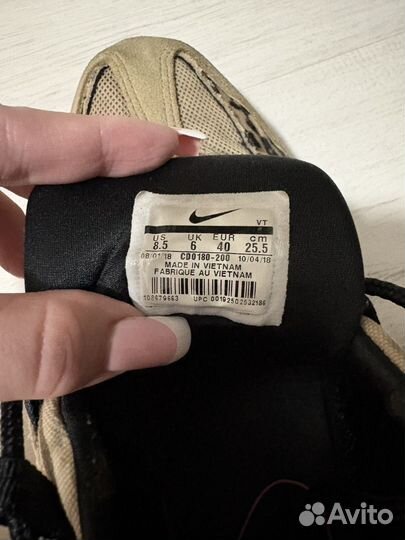 VT
US UK EUR cm
8.5 6 40 25.5
08/01/18 CD0180-200 10/04/18
MADE IN VIETNAM
FABRIQUE AU VIETNAM
UPC
Avito